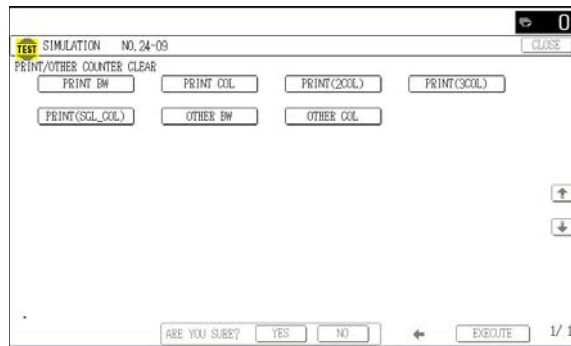 0
TEST SIMULATION NO. 24-09 CLOSE
PRINT/OTHER COUNTER CLEAR
PRINT BW PRINT COL PRINT(2COL) PRINT(3COL)
PRINT(SGL_COL) OTHER BW OTHER COL
ARE YOU SURE? YES NO EXECUTE 1/ 1